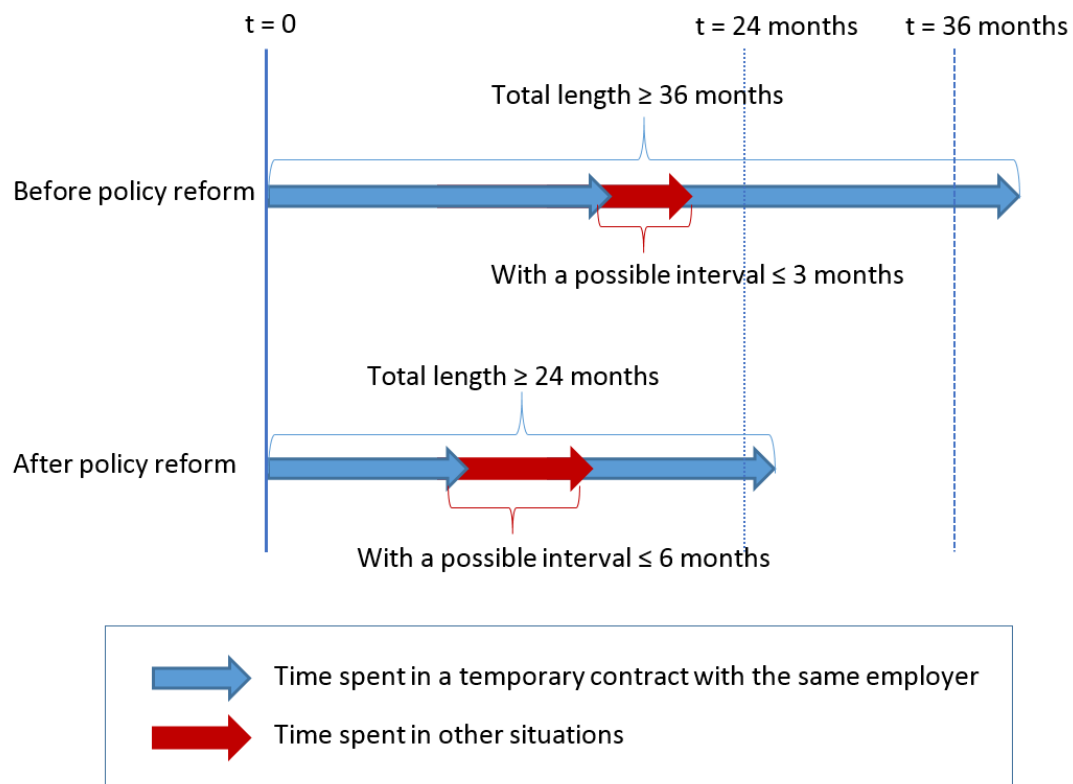 t = 0
t = 24 months
t = 36 months
Total length ≥ 36 months
Before policy reform
With a possible interval ≤ 3 months
Total length ≥ 24 months
After policy reform
With a possible interval ≤ 6 months
Time spent in a temporary contract with the same employer
Time spent in other situations